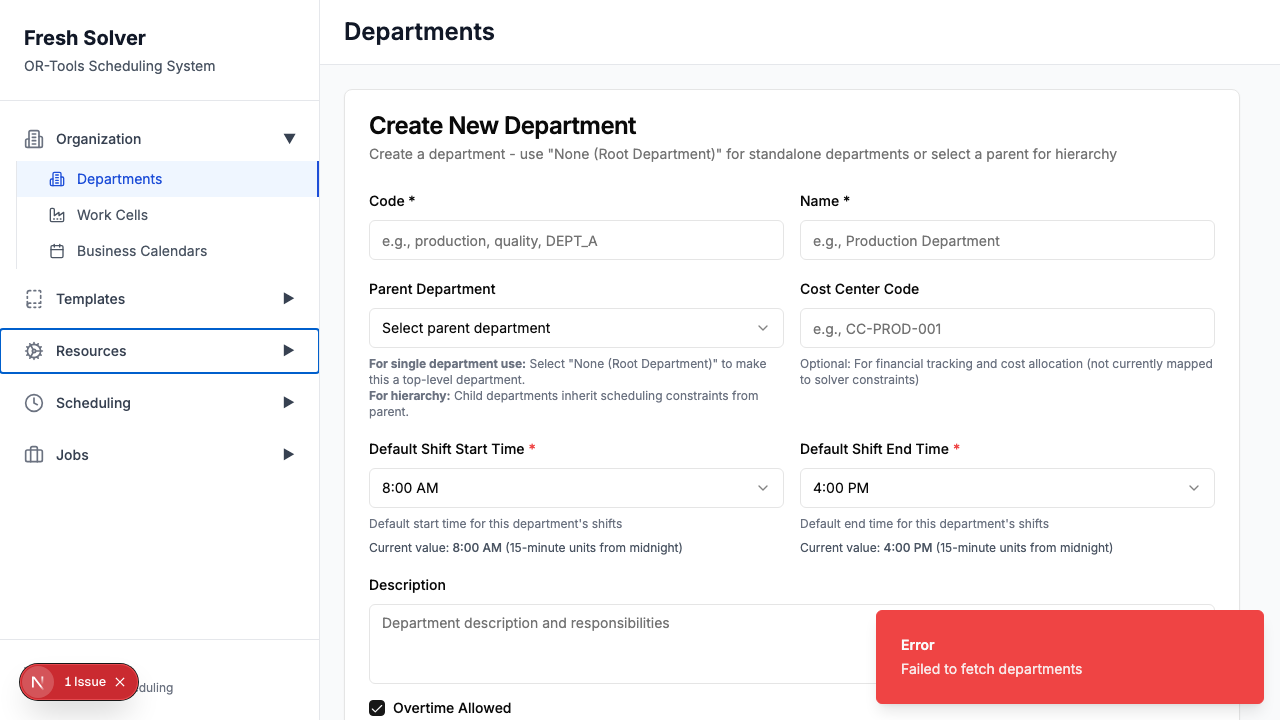 Fresh Solver
OR-Tools Scheduling System
Organization
Departments
Work Cells
Business Calendars
Templates
Resources
Scheduling
Jobs
N
1 Issue
duling
Departments
Create New Department
Create a department - use "None (Root Department)" for standalone departments or select a parent for hierarchy
Code *
e.g., production, quality, DEPT_A
Name *
e.g., Production Department
Parent Department
Select parent department
For single department use: Select "None (Root Department)" to make
this a top-level department.
For hierarchy: Child departments inherit scheduling constraints from
parent.
Cost Center Code
e.g., CC-PROD-001
Optional: For financial tracking and cost allocation (not currently mapped
to solver constraints)
Default Shift Start Time *
8:00 AM
Default start time for this department's shifts
Current value: 8:00 AM (15-minute units from midnight)
Default Shift End Time *
4:00 PM
Default end time for this department's shifts
Current value: 4:00 PM (15-minute units from midnight)
Description
Department description and responsibilities
Overtime Allowed
Error
Failed to fetch departments